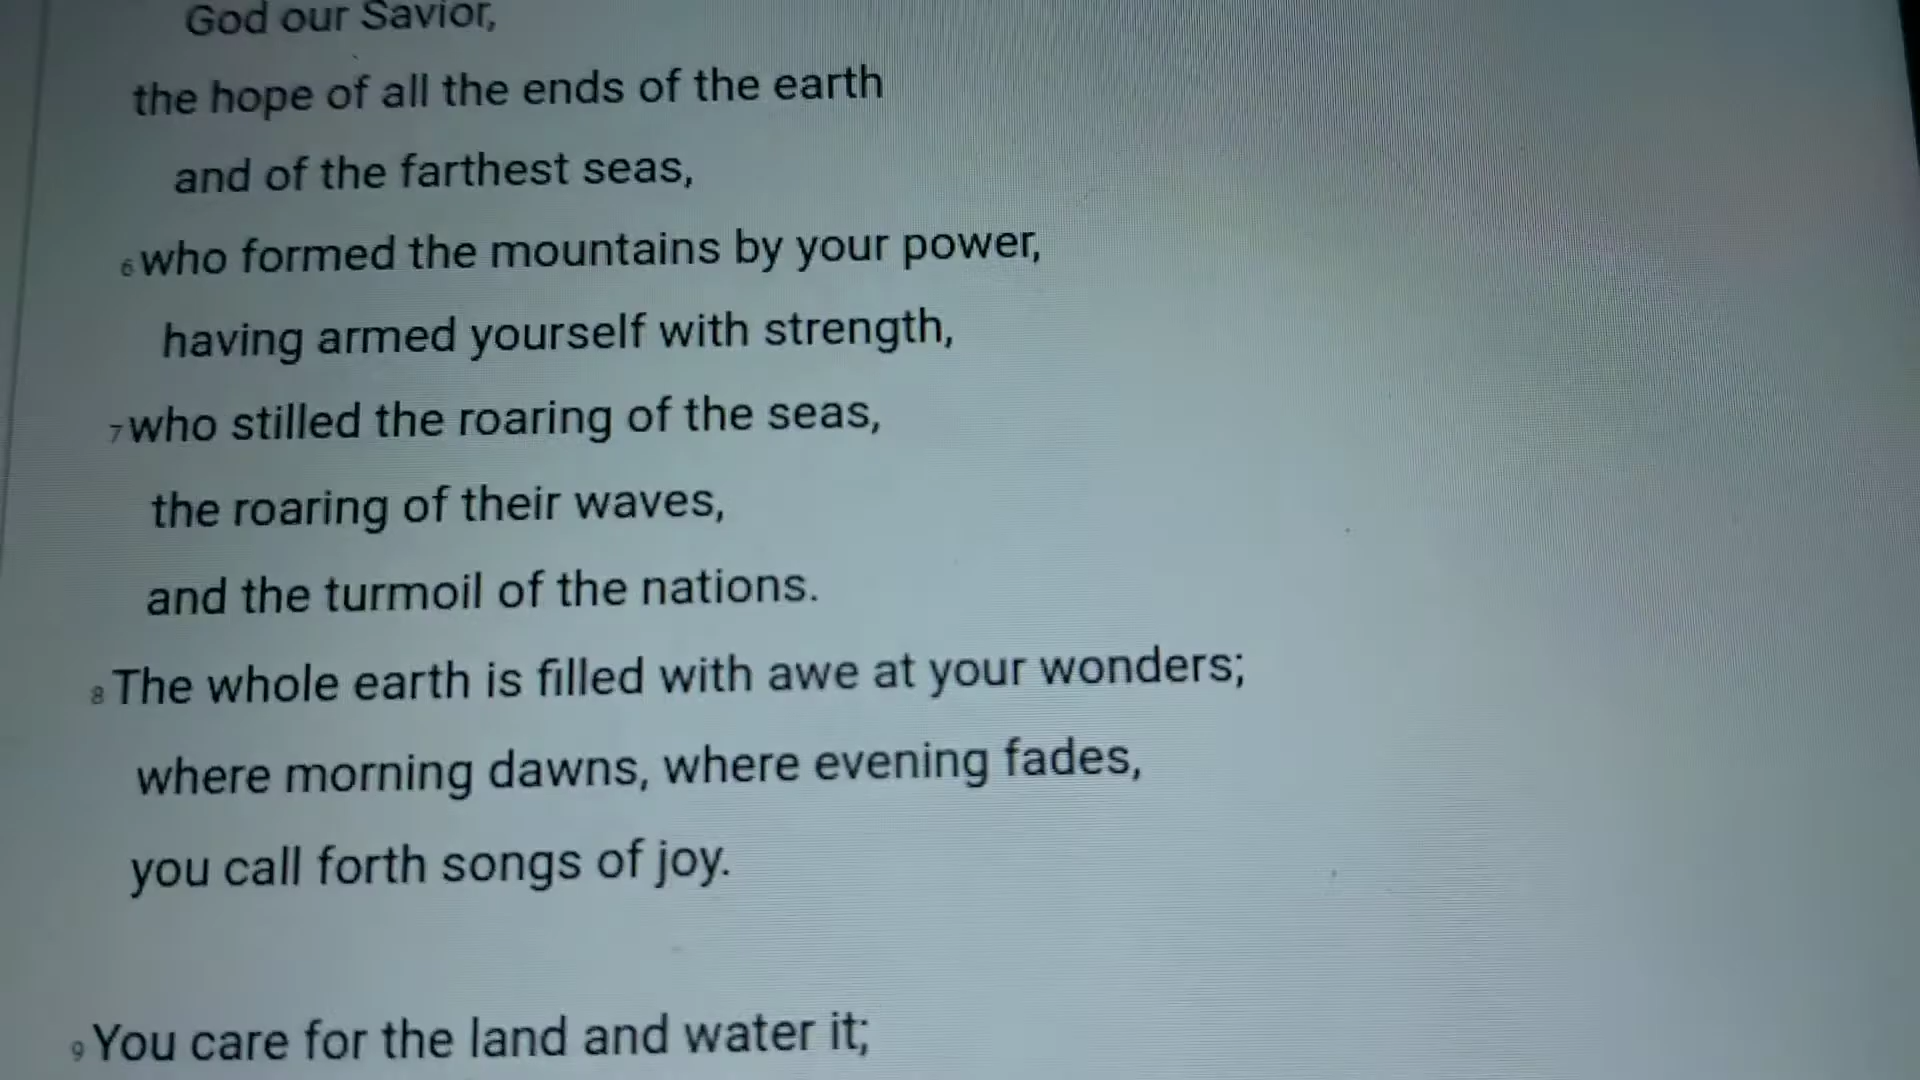 God our Savior,
the hope of all the ends of the earth
and of the farthest seas,
6 who formed the mountains by your power,
having armed yourself with strength,
7 who stilled the roaring of the seas,
the roaring of their waves,
and the turmoil of the nations.
8 The whole earth is filled with awe at your wonders;
where morning dawns, where evening fades,
you call forth songs of joy.
9 You care for the land and water it;